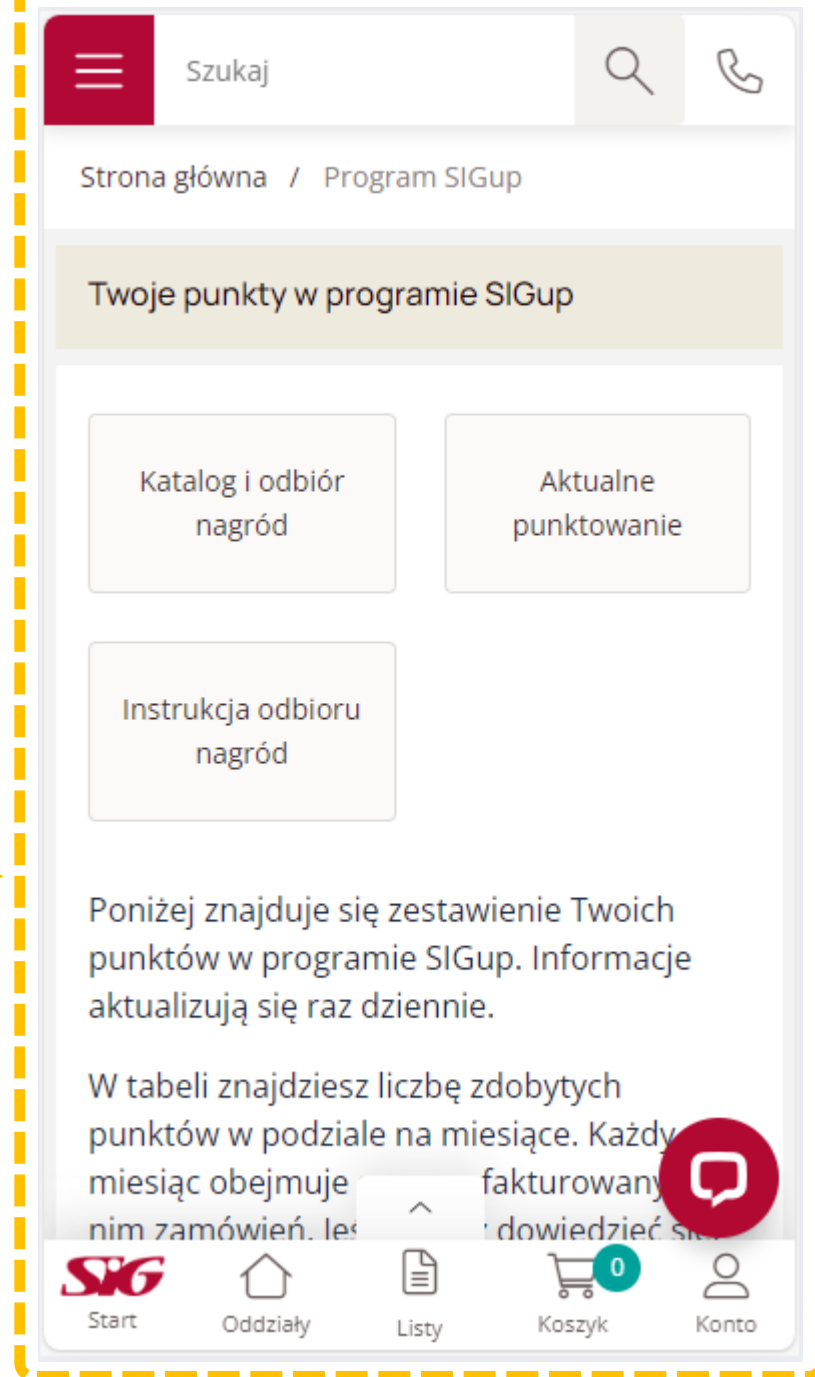 Szukaj
Strona główna / Program SIGup
Twoje punkty w programie SIGup
Katalog i odbiór
nagród
Aktualne
punktowanie
Instrukcja odbioru
nagród
Poniżej znajduje się zestawienie Twoich
punktów w programie SIGup. Informacje
aktualizują się raz dziennie.
W tabeli znajdziesz liczbę zdobytych
punktów w podziale na miesiące. Każdy
miesiąc obejmuje
nim zamówień. dowiedzieć
SIG
0
Start
Oddziały
Listy
Koszyk
Konto